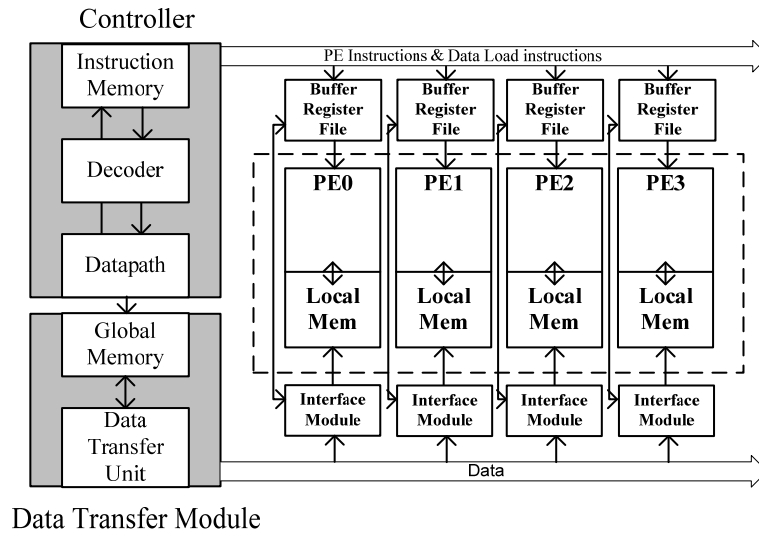 Controller
Instruction
Memory
Decoder
Datapath
Global
Memory
Data
Transfer
Unit
Data Transfer Module
PE Instructions & Data Load instructions
Buffer
Register
File
Buffer
Register
File
Buffer
Register
File
Buffer
Register
File
PE0
PE1
PE2
PE3
Local
Mem
Local
Mem
Local
Mem
Local
Mem
Interface
Module
Interface
Module
Interface
Module
Interface
Module
Data